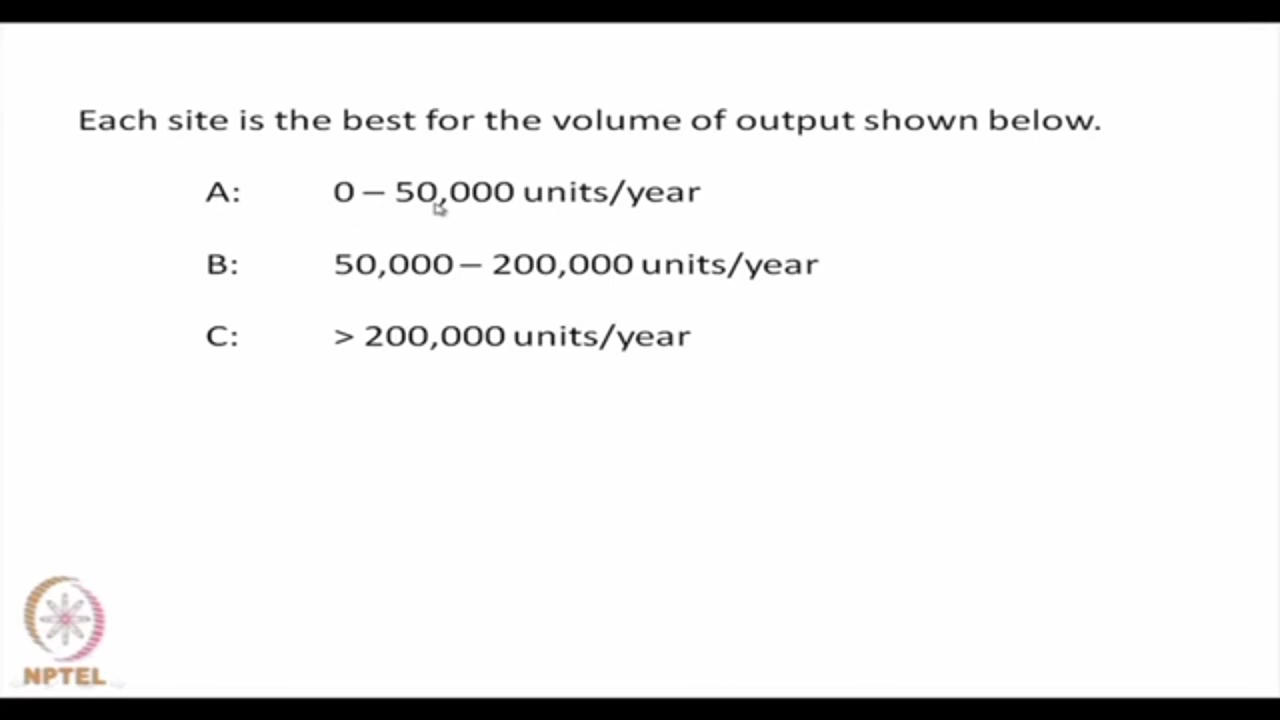 Each site is the best for the volume of output shown below.
A: 0 – 50,000 units/year
B: 50,000 – 200,000 units/year
C: > 200,000 units/year
NPTEL